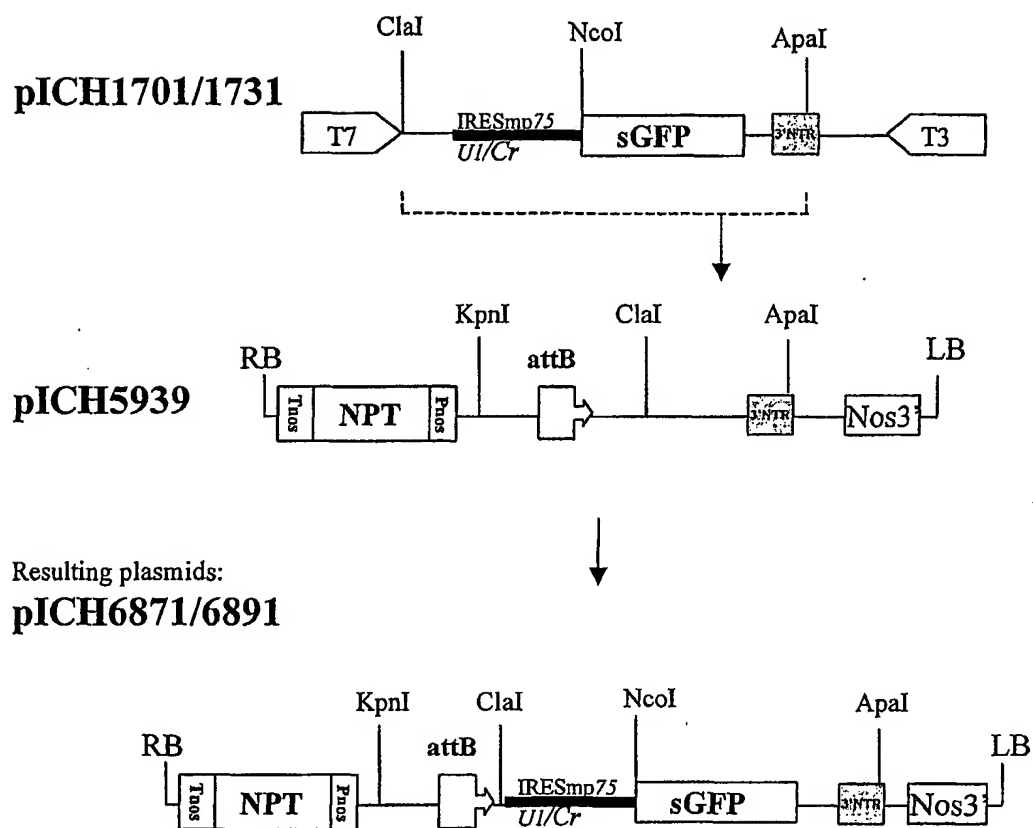 ClaI NcoI ApaI
pICH1701/1731
T7 IRESmp75 U1/Cr sGFP 3'NTR T3
KpnI ClaI ApaI
RB attB LB
pICH5939
Tnos NPT Pnos 3'NTR Nos3'
Resulting plasmids:
pICH6871/6891
KpnI ClaI NcoI ApaI
RB attB LB
Tnos NPT Pnos IRESmp75 U1/Cr sGFP 3'NTR Nos3'